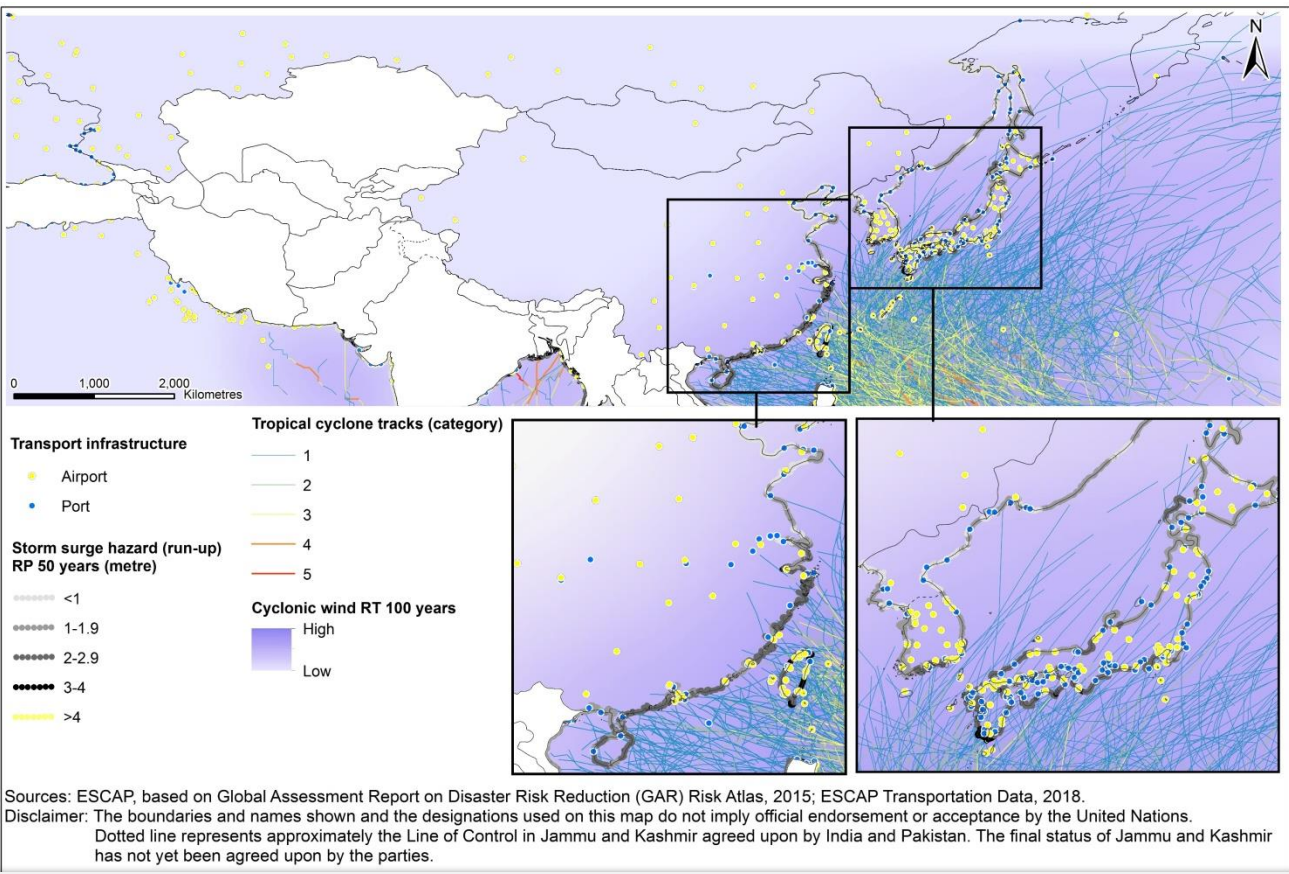 N
0 1,000 2,000
Kilometres
Transport infrastructure
Airport
Port
Storm surge hazard (run-up)
RP 50 years (metre)
<1
1-1.9
2-2.9
3-4
>4
Tropical cyclone tracks (category)
1
2
3
4
5
Cyclonic wind RT 100 years
High
Low
Sources: ESCAP, based on Global Assessment Report on Disaster Risk Reduction (GAR) Risk Atlas, 2015; ESCAP Transportation Data, 2018.
Disclaimer: The boundaries and names shown and the designations used on this map do not imply official endorsement or acceptance by the United Nations.
Dotted line represents approximately the Line of Control in Jammu and Kashmir agreed upon by India and Pakistan. The final status of Jammu and Kashmir
has not yet been agreed upon by the parties.